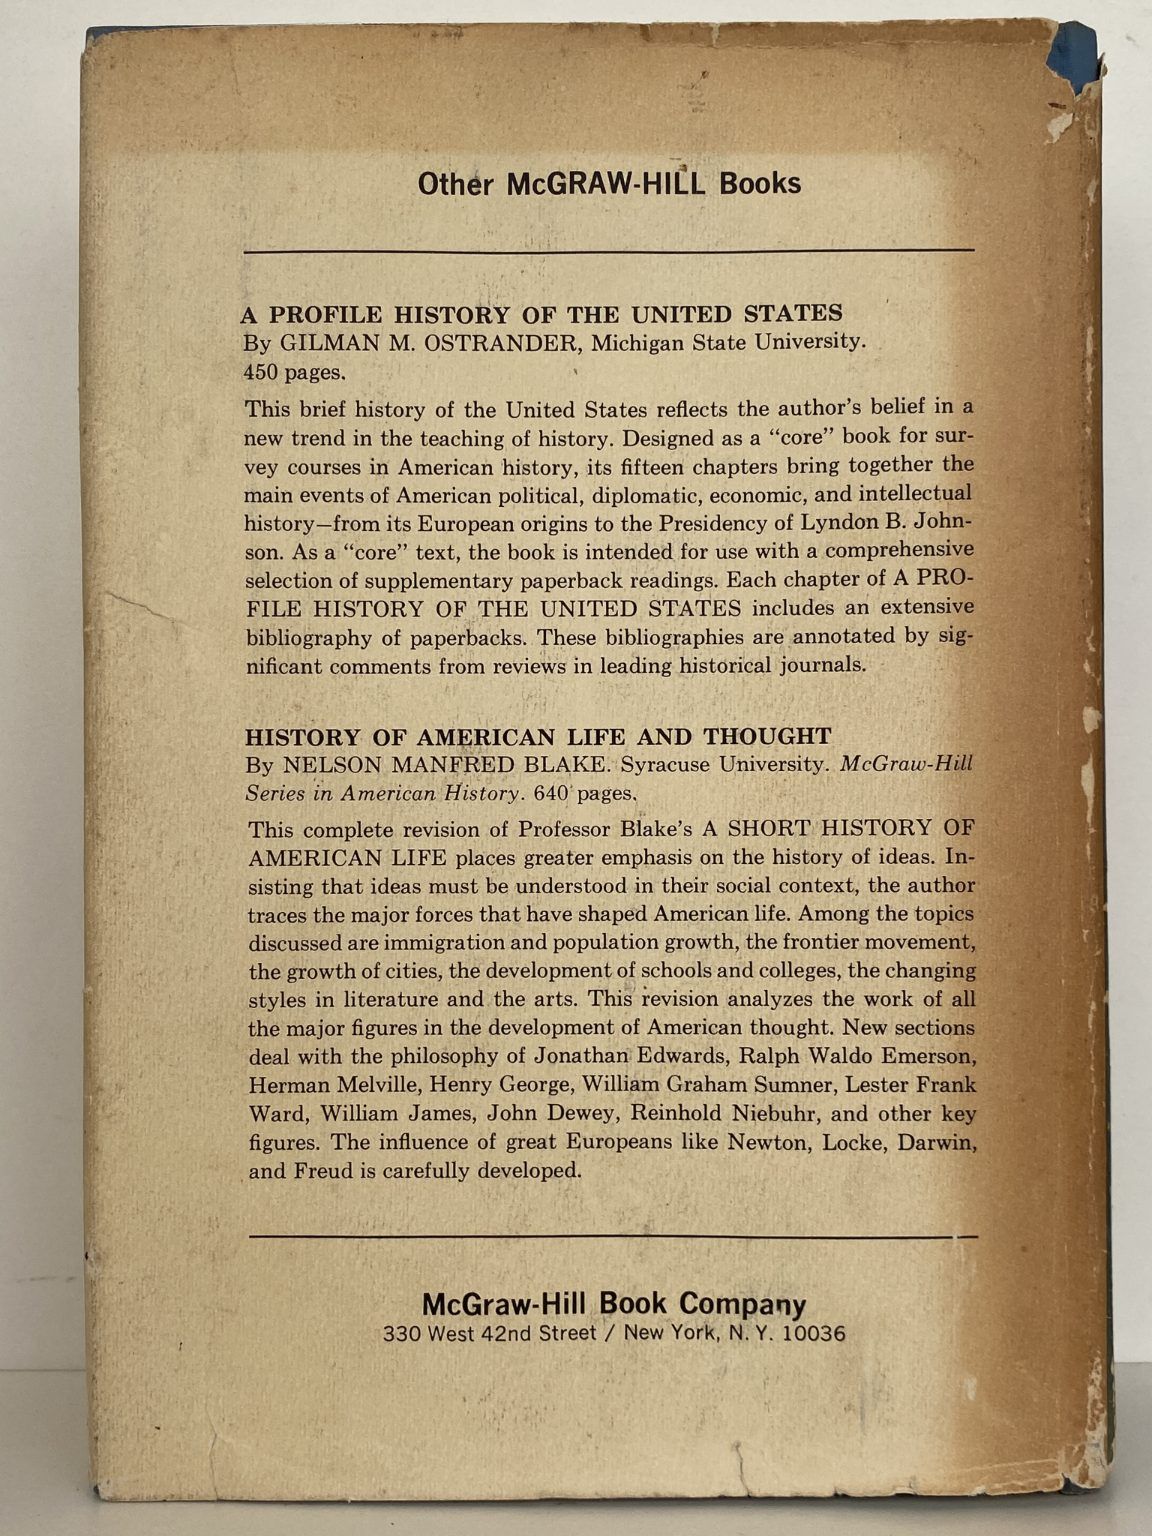 Other McGRAW-HILL Books
A PROFILE HISTORY OF THE UNITED STATES
By GILMAN M. OSTRANDER, Michigan State University.
450 pages.
This brief history of the United States reflects the author's belief in a
new trend in the teaching of history. Designed as a “core” book for sur-
vey courses in American history, its fifteen chapters bring together the
main events of American political, diplomatic, economic, and intellectual
history—from its European origins to the Presidency of Lyndon B. John-
son. As a “core” text, the book is intended for use with a comprehensive
selection of supplementary paperback readings. Each chapter of A PRO-
FILE HISTORY OF THE UNITED STATES includes an extensive
bibliography of paperbacks. These bibliographies are annotated by sig-
nificant comments from reviews in leading historical journals.
HISTORY OF AMERICAN LIFE AND THOUGHT
By NELSON MANFRED BLAKE. Syracuse University. McGraw-Hill
Series in American History. 640 pages.
This complete revision of Professor Blake's A SHORT HISTORY OF
AMERICAN LIFE places greater emphasis on the history of ideas. In-
sisting that ideas must be understood in their social context, the author
traces the major forces that have shaped American life. Among the topics
discussed are immigration and population growth, the frontier movement,
the growth of cities, the development of schools and colleges, the changing
styles in literature and the arts. This revision analyzes the work of all
the major figures in the development of American thought. New sections
deal with the philosophy of Jonathan Edwards, Ralph Waldo Emerson,
Herman Melville, Henry George, William Graham Sumner, Lester Frank
Ward, William James, John Dewey, Reinhold Niebuhr, and other key
figures. The influence of great Europeans like Newton, Locke, Darwin,
and Freud is carefully developed.
McGraw-Hill Book Company
330 West 42nd Street / New York, N. Y. 10036